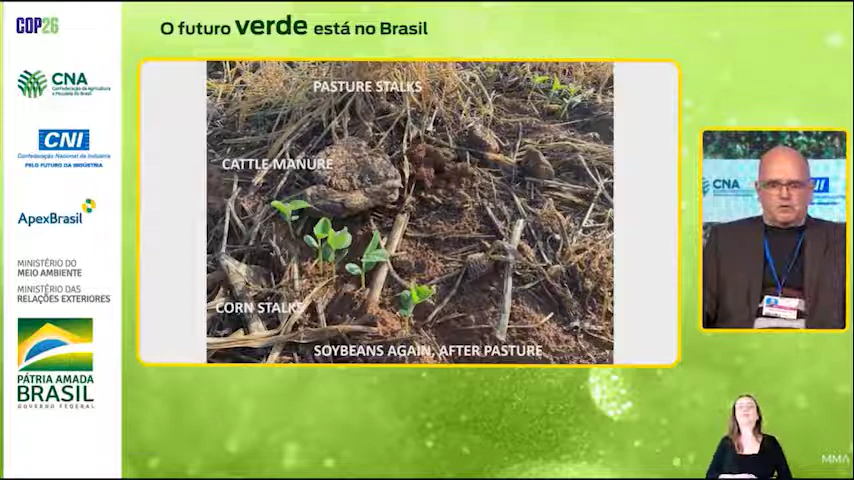 COP26
O futuro verde está no Brasil
CNA
Confederação da Agricultura
e Pecuária do Brasil
CNI
Confederação Nacional da Indústria
PELO FUTURO DA INDÚSTRIA
ApexBrasil
MINISTÉRIO DO
MEIO AMBIENTE
MINISTÉRIO DAS
RELAÇÕES EXTERIORES
PÁTRIA AMADA
BRASIL
GOVERNO FEDERAL
PASTURE STALKS
CATTLE MANURE
CORN STALK
SOYBEANS AGAIN, AFTER PASTURE
CNA
MMA